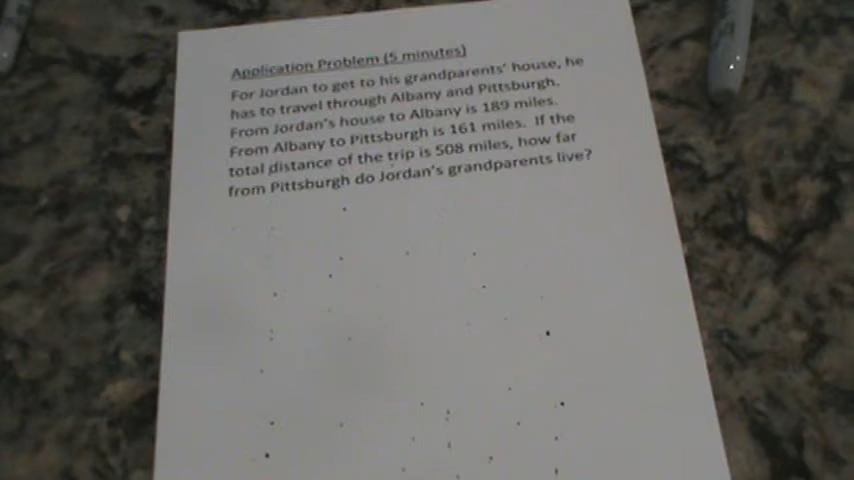 Application Problem (5 minutes)
For Jordan to get to his grandparents' house, he
has to travel through Albany and Pittsburgh.
From Jordan's house to Albany is 189 miles.
From Albany to Pittsburgh is 161 miles. If the
total distance of the trip is 508 miles, how far
from Pittsburgh do Jordan's grandparents live?